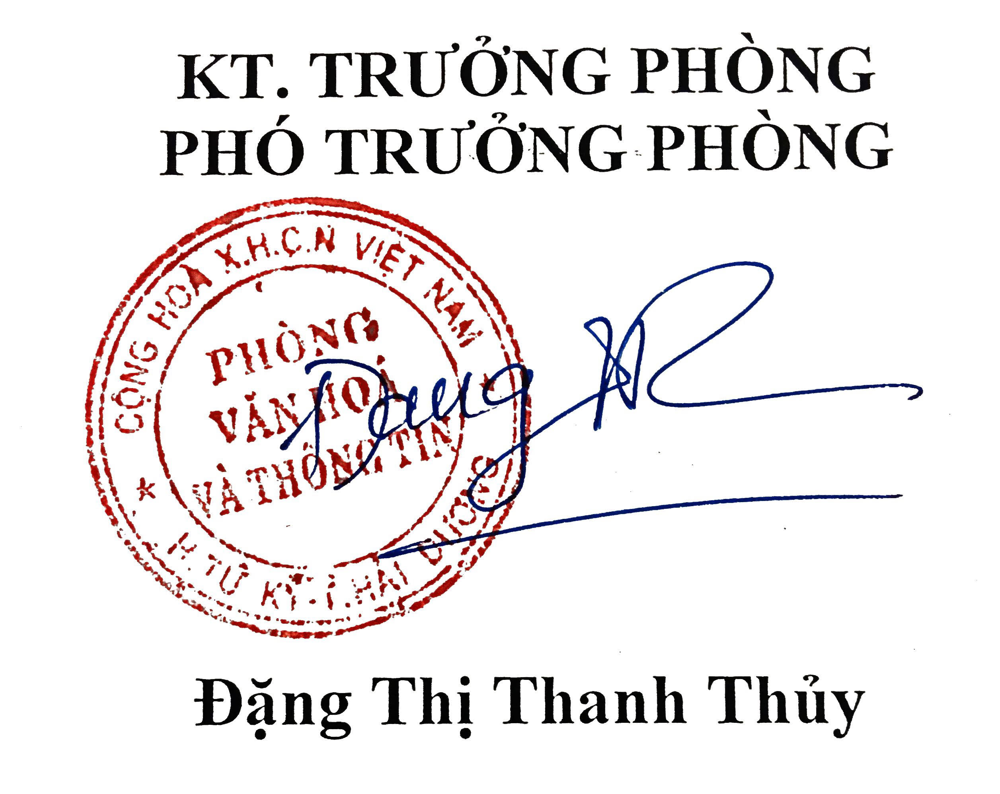 KT. TRƯỞNG PHÒNG
PHÓ TRƯỞNG PHÒNG
CỘNG HÒA X.H.C.N VIỆT NAM
PHÒNG
VĂN HOÁ
VÀ THÔNG TIN
TỨ KỲ - T. HẢI DƯƠNG
Đặng Thị Thanh Thủy